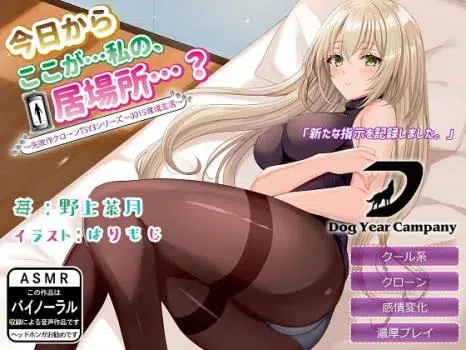 今日から
ここが…私の、
居場所…？
～失敗作クローンTSY3シリーズ－0015育成生活～
「新たな指示を記録しました。」
苺：野上菜月
イラスト：はりもじ
Dog Year Campany
クール系
クローン
感情変化
濃厚プレイ
ASMR
この作品は
バイノーラル
収録による音声作品です
ヘッドホンがお勧めです